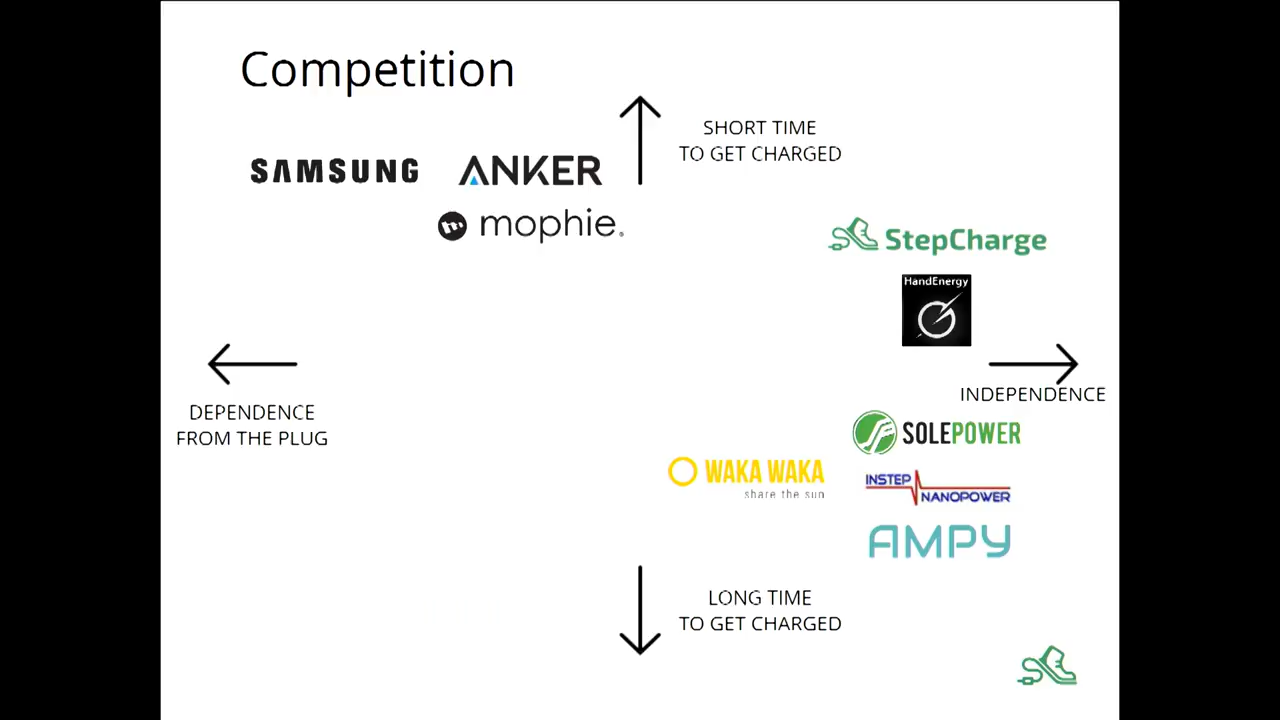 Competition
SHORT TIME
TO GET CHARGED
SAMSUNG
ANKER
mophie
StepCharge
HandEnergy
DEPENDENCE
FROM THE PLUG
INDEPENDENCE
SOLEPOWER
WAKA WAKA
share the sun
INSTEP
NANOPOWER
AMPY
LONG TIME
TO GET CHARGED